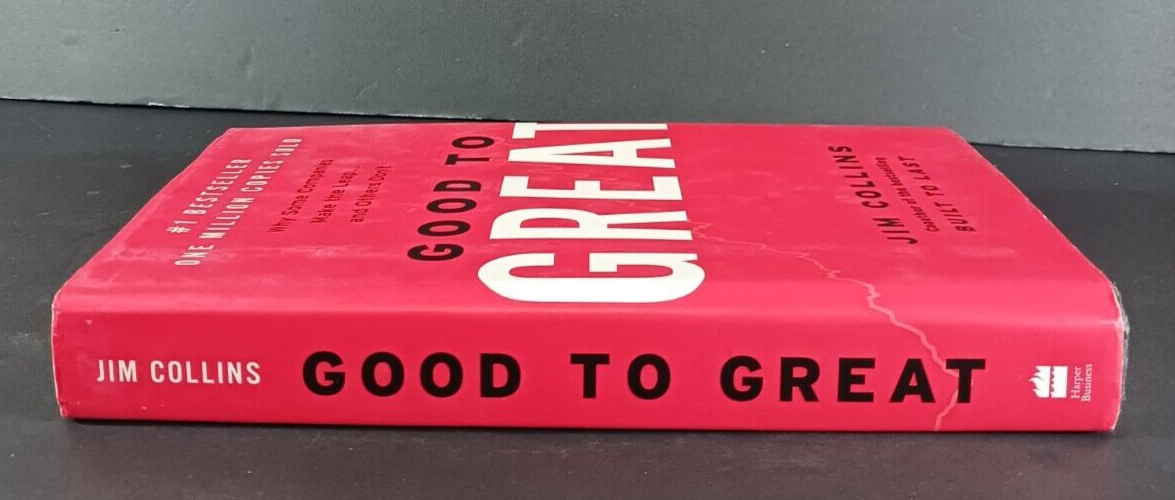 #1 BESTSELLER
ONE MILLION COPIES SOLD
Why Some Companies
Make the Leap...
and Others Don't
GOOD TO
GREAT
JIM COLLINS
Coauthor of the bestselling
BUILT TO LAST
JIM COLLINS
GOOD TO GREAT
Harper
Business